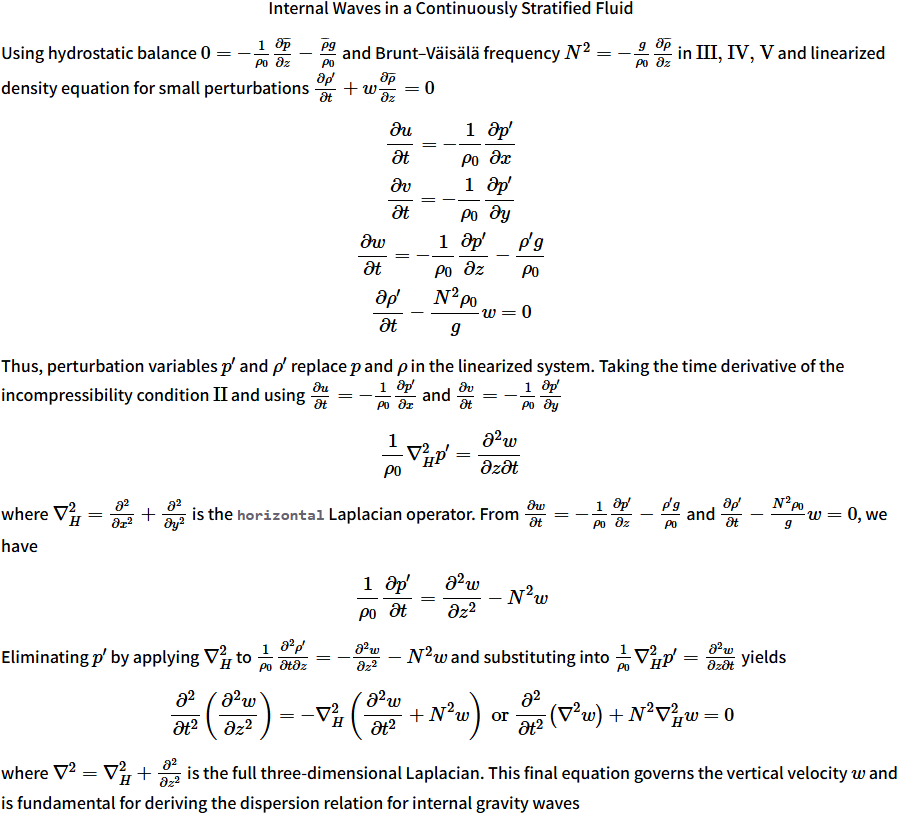 Internal Waves in a Continuously Stratified Fluid
Using hydrostatic balance $0 = -\frac{1}{\rho_0}\frac{\partial \bar{p}}{\partial z} - \frac{\bar{\rho} g}{\rho_0}$ and Brunt–Väisälä frequency $N^2 = -\frac{g}{\rho_0}\frac{\partial \bar{\rho}}{\partial z}$ in III, IV, V and linearized
density equation for small perturbations $\frac{\partial \rho'}{\partial t} + w\frac{\partial \bar{\rho}}{\partial z} = 0$
$\frac{\partial u}{\partial t} = -\frac{1}{\rho_0}\frac{\partial p'}{\partial x}$
$\frac{\partial v}{\partial t} = -\frac{1}{\rho_0}\frac{\partial p'}{\partial y}$
$\frac{\partial w}{\partial t} = -\frac{1}{\rho_0}\frac{\partial p'}{\partial z} - \frac{\rho' g}{\rho_0}$
$\frac{\partial \rho'}{\partial t} - \frac{N^2 \rho_0}{g} w = 0$
Thus, perturbation variables $p'$ and $\rho'$ replace $p$ and $\rho$ in the linearized system. Taking the time derivative of the
incompressibility condition II and using $\frac{\partial u}{\partial t} = -\frac{1}{\rho_0}\frac{\partial p'}{\partial x}$ and $\frac{\partial v}{\partial t} = -\frac{1}{\rho_0}\frac{\partial p'}{\partial y}$
$\frac{1}{\rho_0}\nabla_H^2 p' = \frac{\partial^2 w}{\partial z \partial t}$
where $\nabla_H^2 = \frac{\partial^2}{\partial x^2} + \frac{\partial^2}{\partial y^2}$ is the horizontal Laplacian operator. From $\frac{\partial w}{\partial t} = -\frac{1}{\rho_0}\frac{\partial p'}{\partial z} - \frac{\rho' g}{\rho_0}$ and $\frac{\partial \rho'}{\partial t} - \frac{N^2 \rho_0}{g} w = 0$, we
have
$\frac{1}{\rho_0}\frac{\partial p'}{\partial t} = \frac{\partial^2 w}{\partial z^2} - N^2 w$
Eliminating $p'$ by applying $\nabla_H^2$ to $\frac{1}{\rho_0}\frac{\partial^2 \rho'}{\partial t \partial z} = -\frac{\partial^2 w}{\partial z^2} - N^2 w$ and substituting into $\frac{1}{\rho_0}\nabla_H^2 p' = \frac{\partial^2 w}{\partial z \partial t}$ yields
$\frac{\partial^2}{\partial t^2}\left(\frac{\partial^2 w}{\partial z^2}\right) = -\nabla_H^2\left(\frac{\partial^2 w}{\partial t^2} + N^2 w\right)$ or $\frac{\partial^2}{\partial t^2}(\nabla^2 w) + N^2 \nabla_H^2 w = 0$
where $\nabla^2 = \nabla_H^2 + \frac{\partial^2}{\partial z^2}$ is the full three-dimensional Laplacian. This final equation governs the vertical velocity $w$ and
is fundamental for deriving the dispersion relation for internal gravity waves